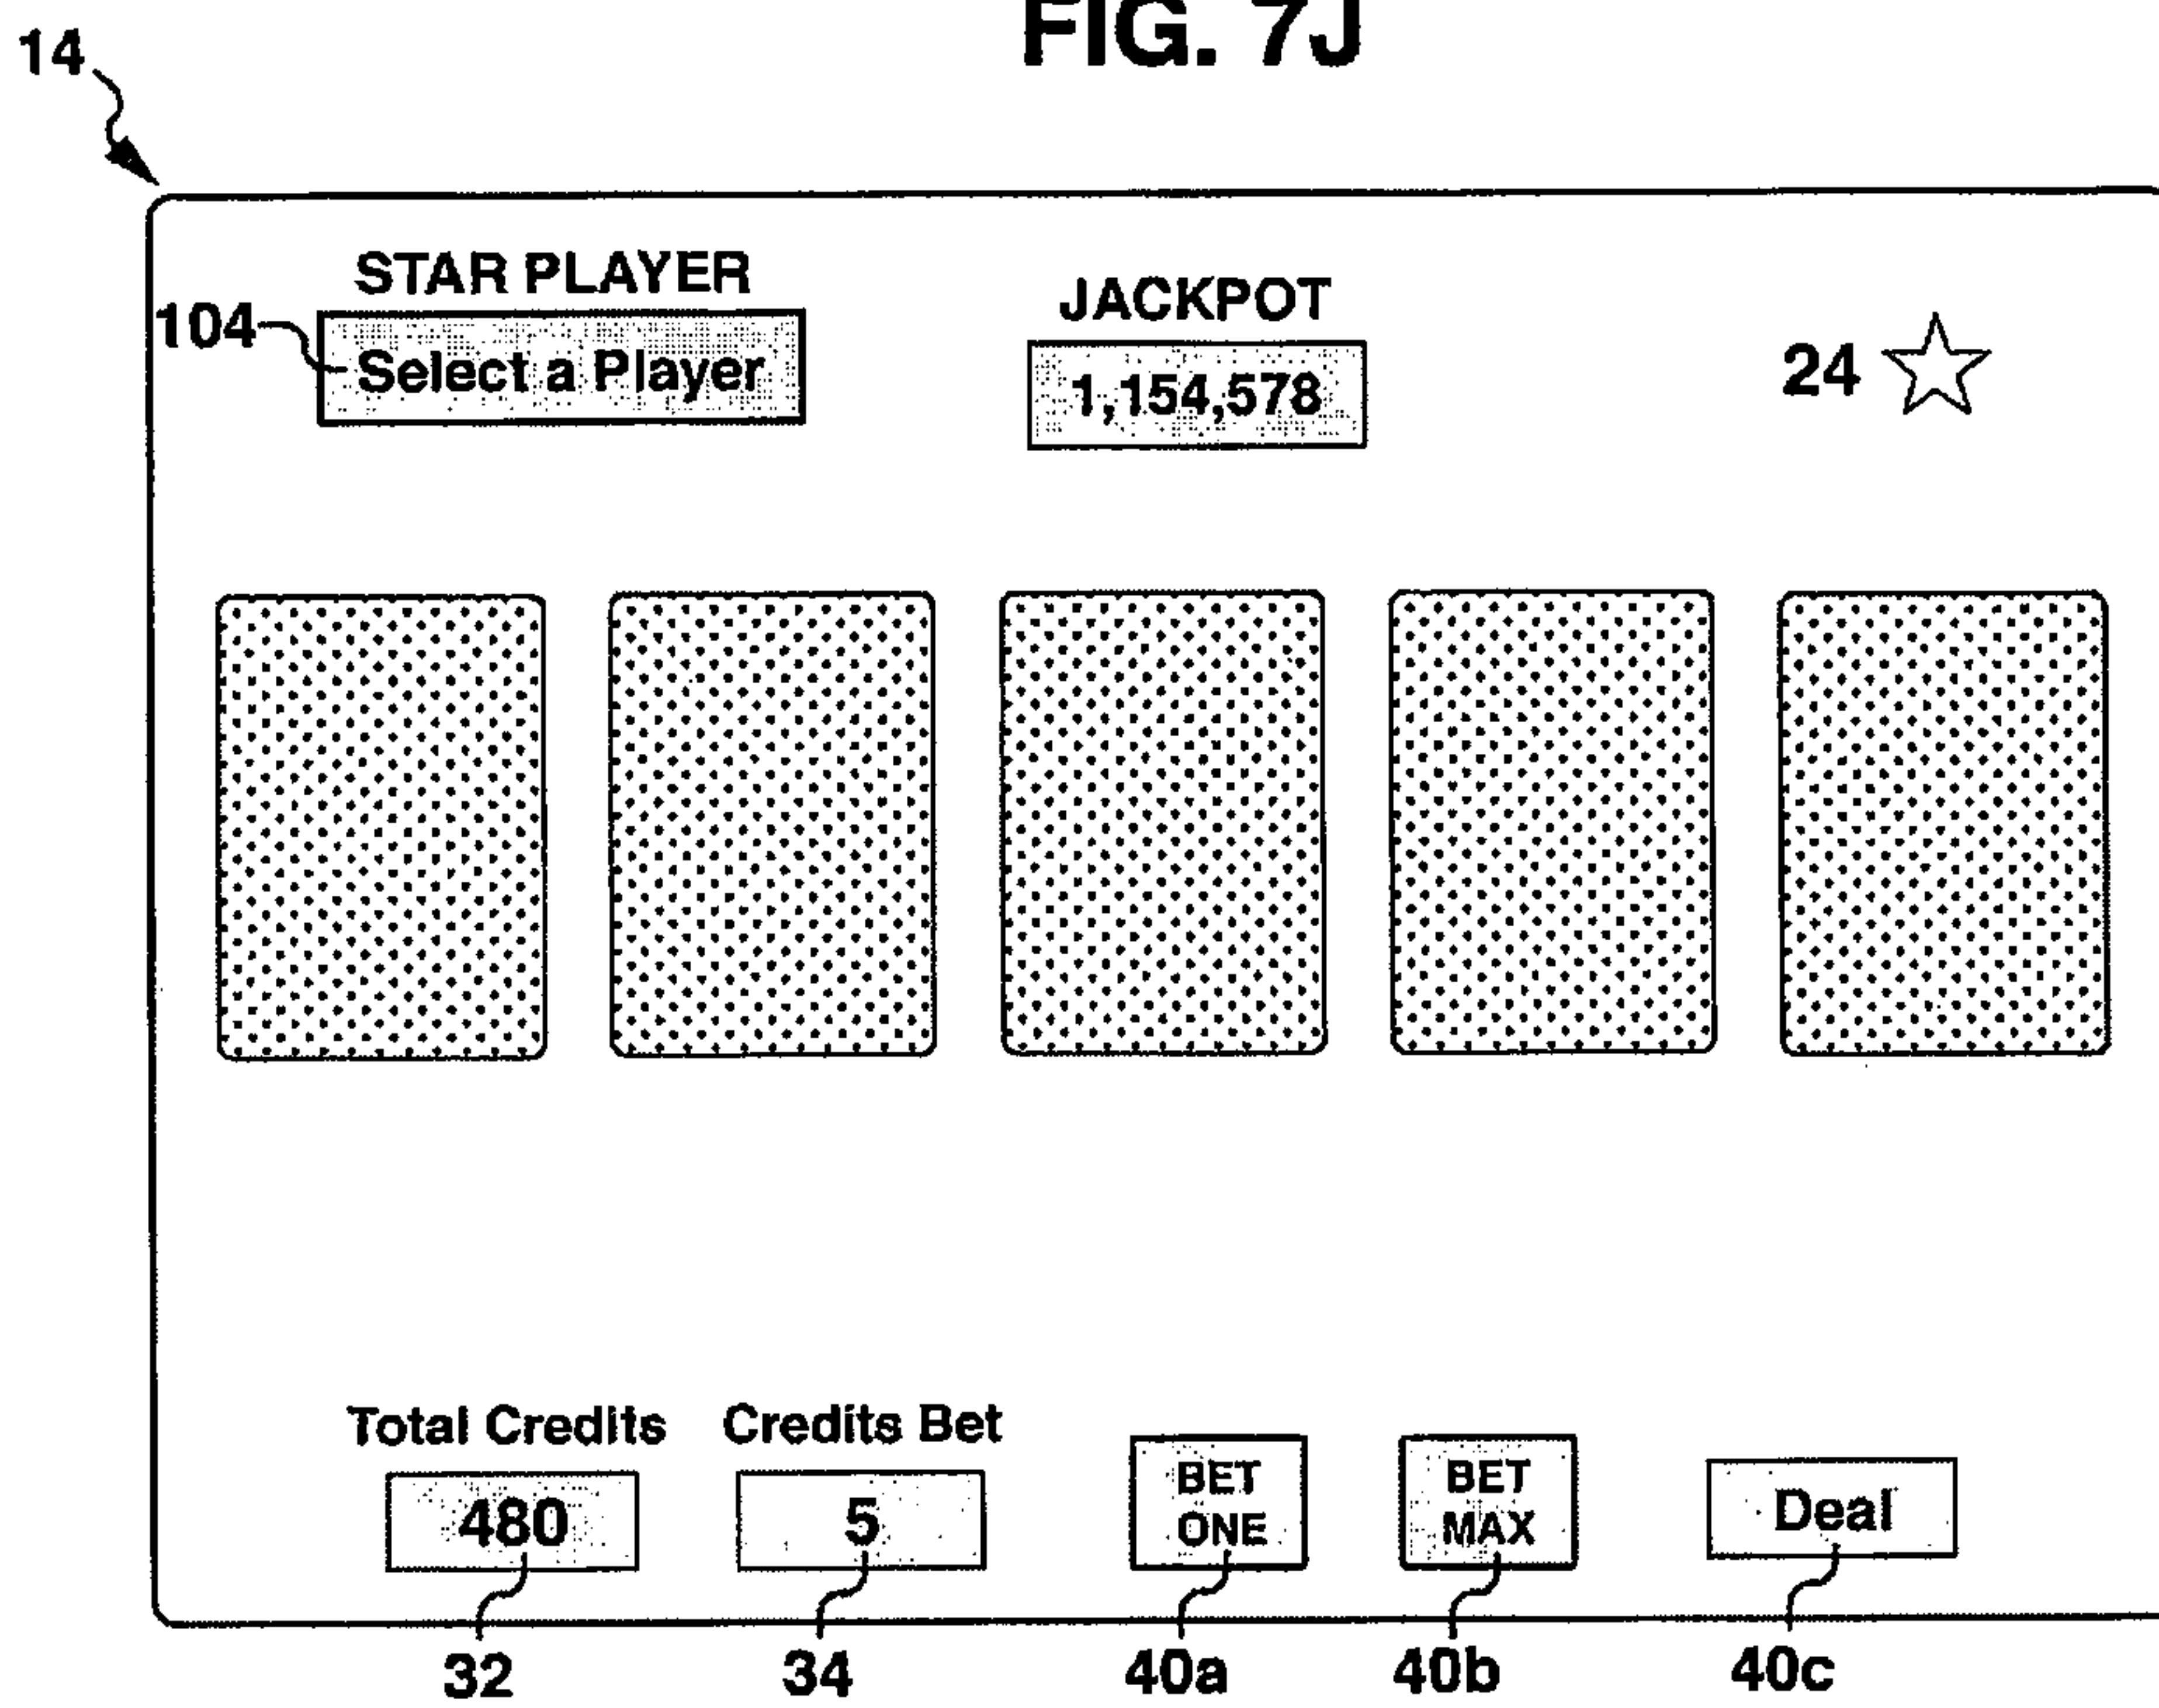 FIG. 7J
14
STAR PLAYER
JACKPOT
104
Select a Player
1,154,578
24
Total Credits
Credits Bet
480
5
BET
ONE
BET
MAX
Deal
32
34
40a
40b
40c